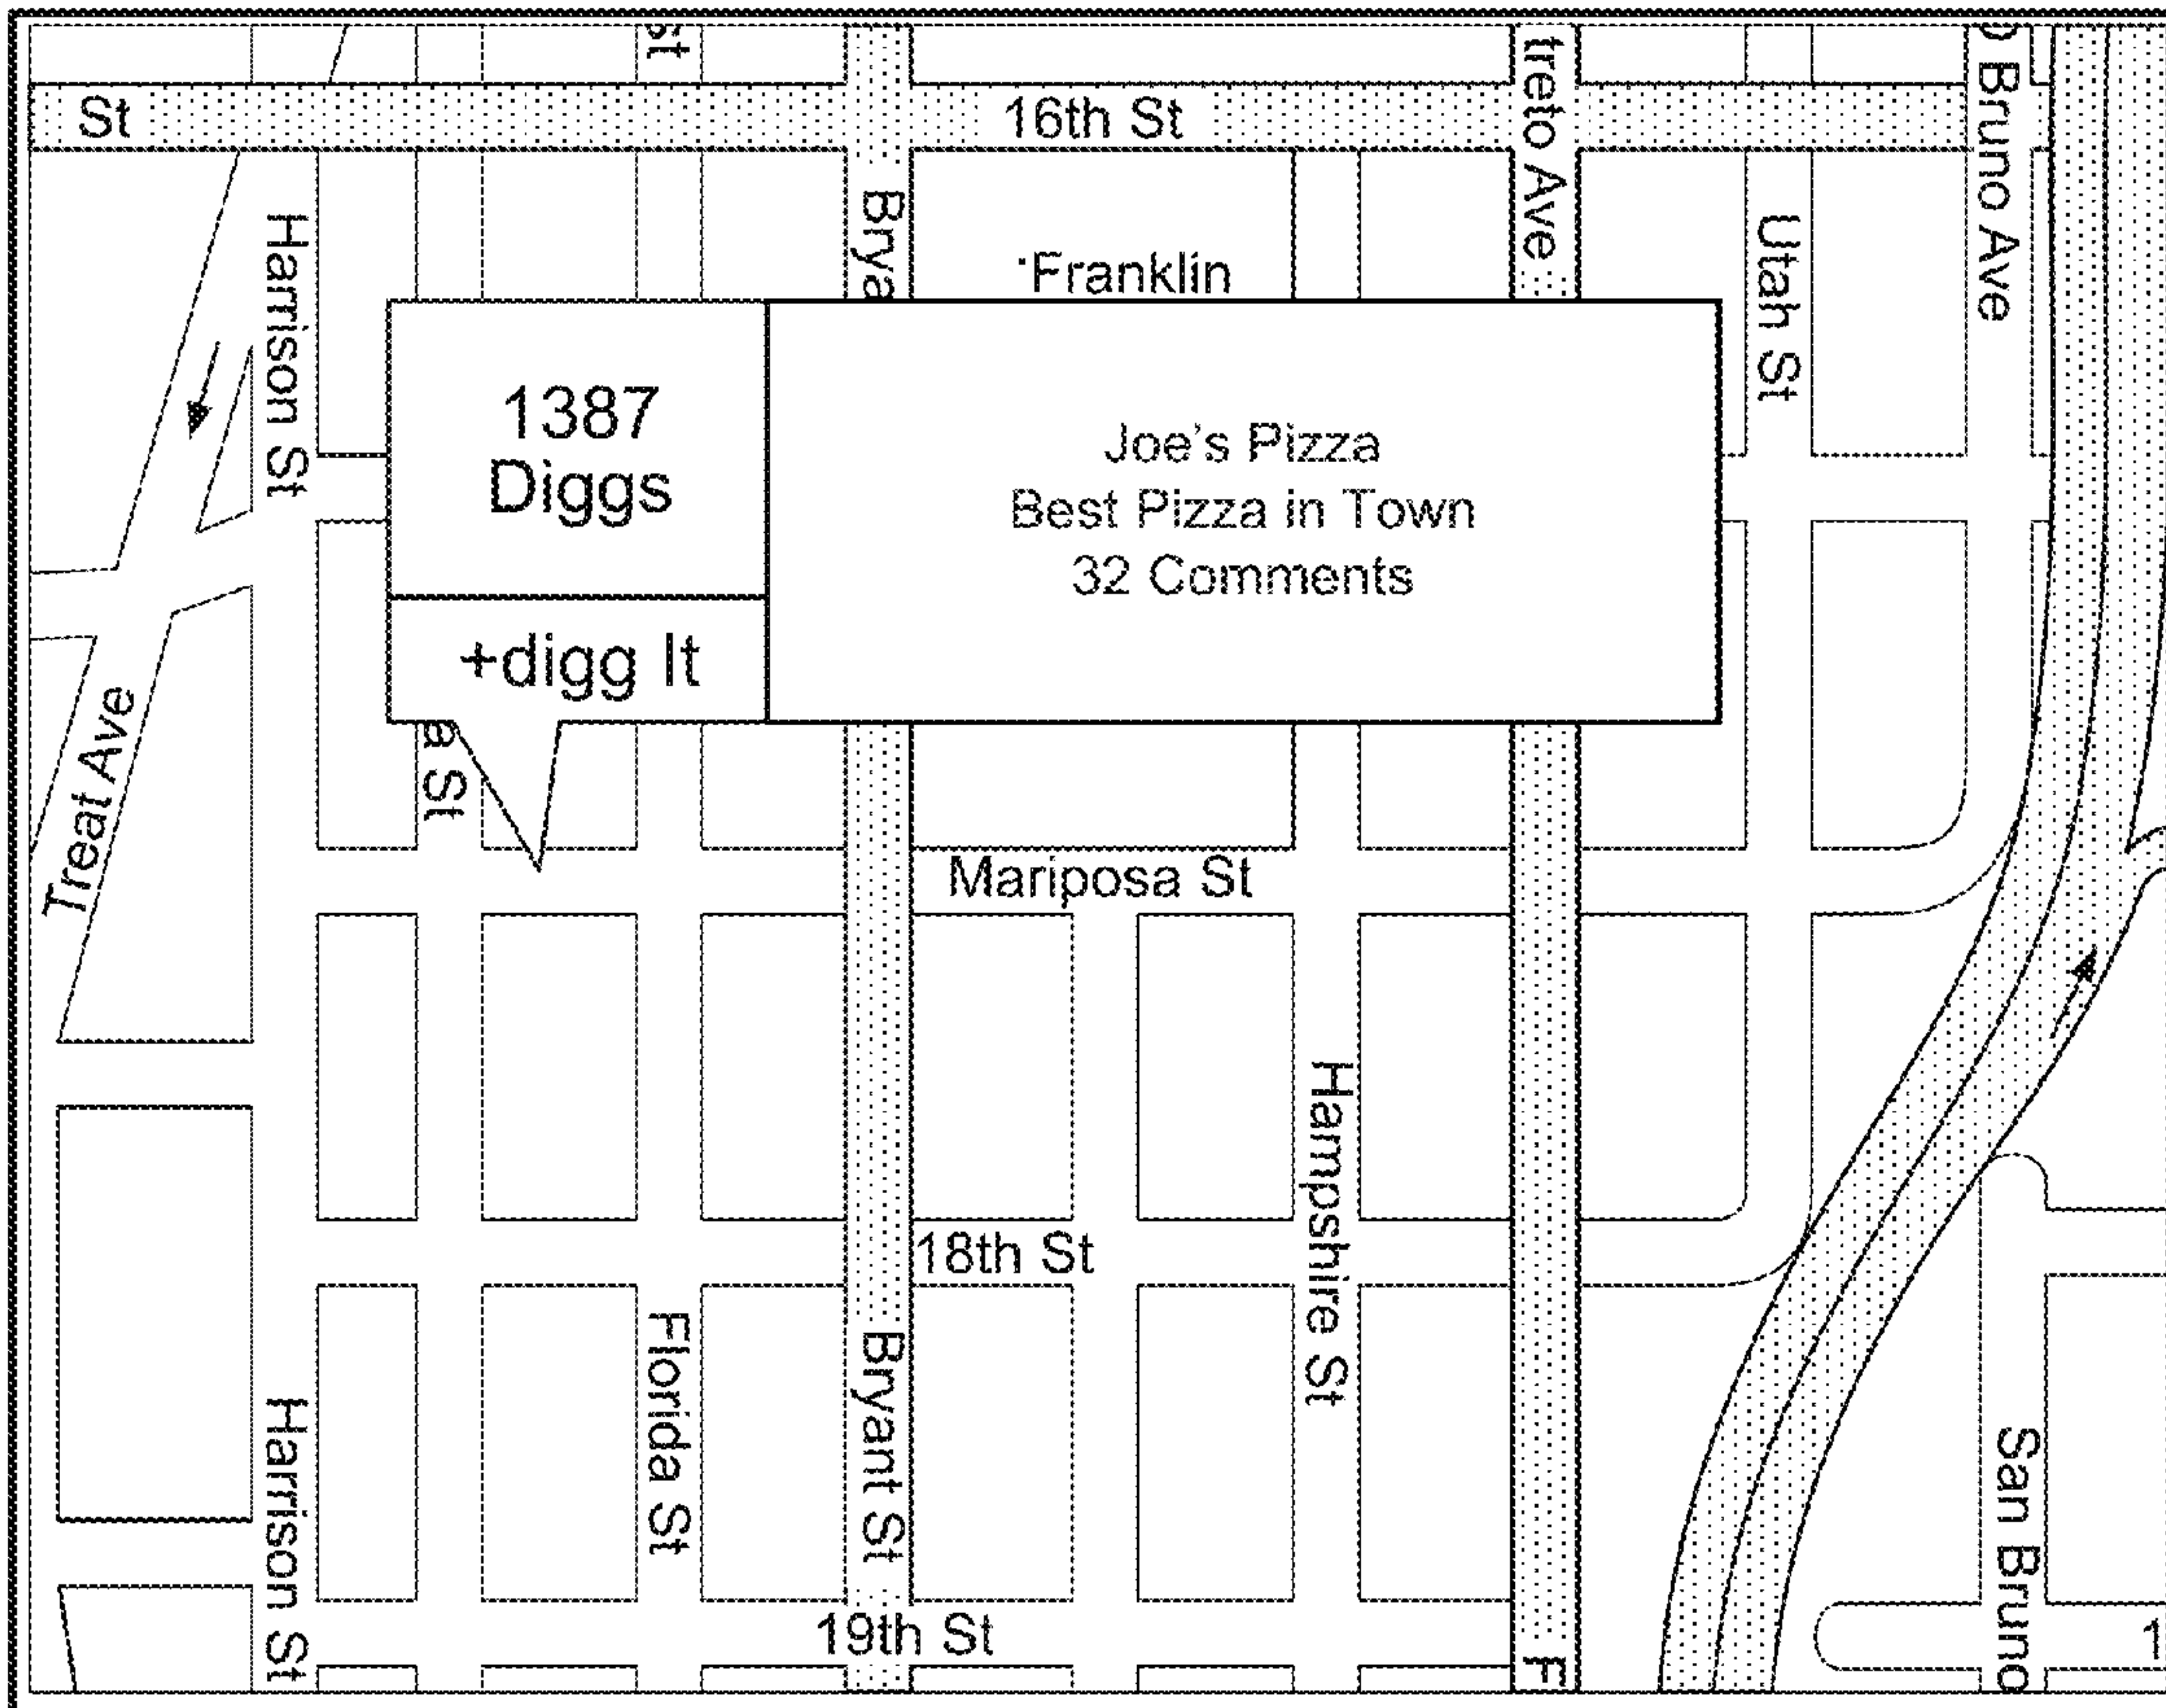 St
St
16th St
treto Ave
Bruno Ave
Harrison St
Brya
Franklin
Utah St
1387
Diggs
+digg It
Joe's Pizza
Best Pizza in Town
32 Comments
a St
Treat Ave
Mariposa St
Hampshire St
18th St
Florida St
Bryant St
Harrison St
San Bruno
19th St
F
1